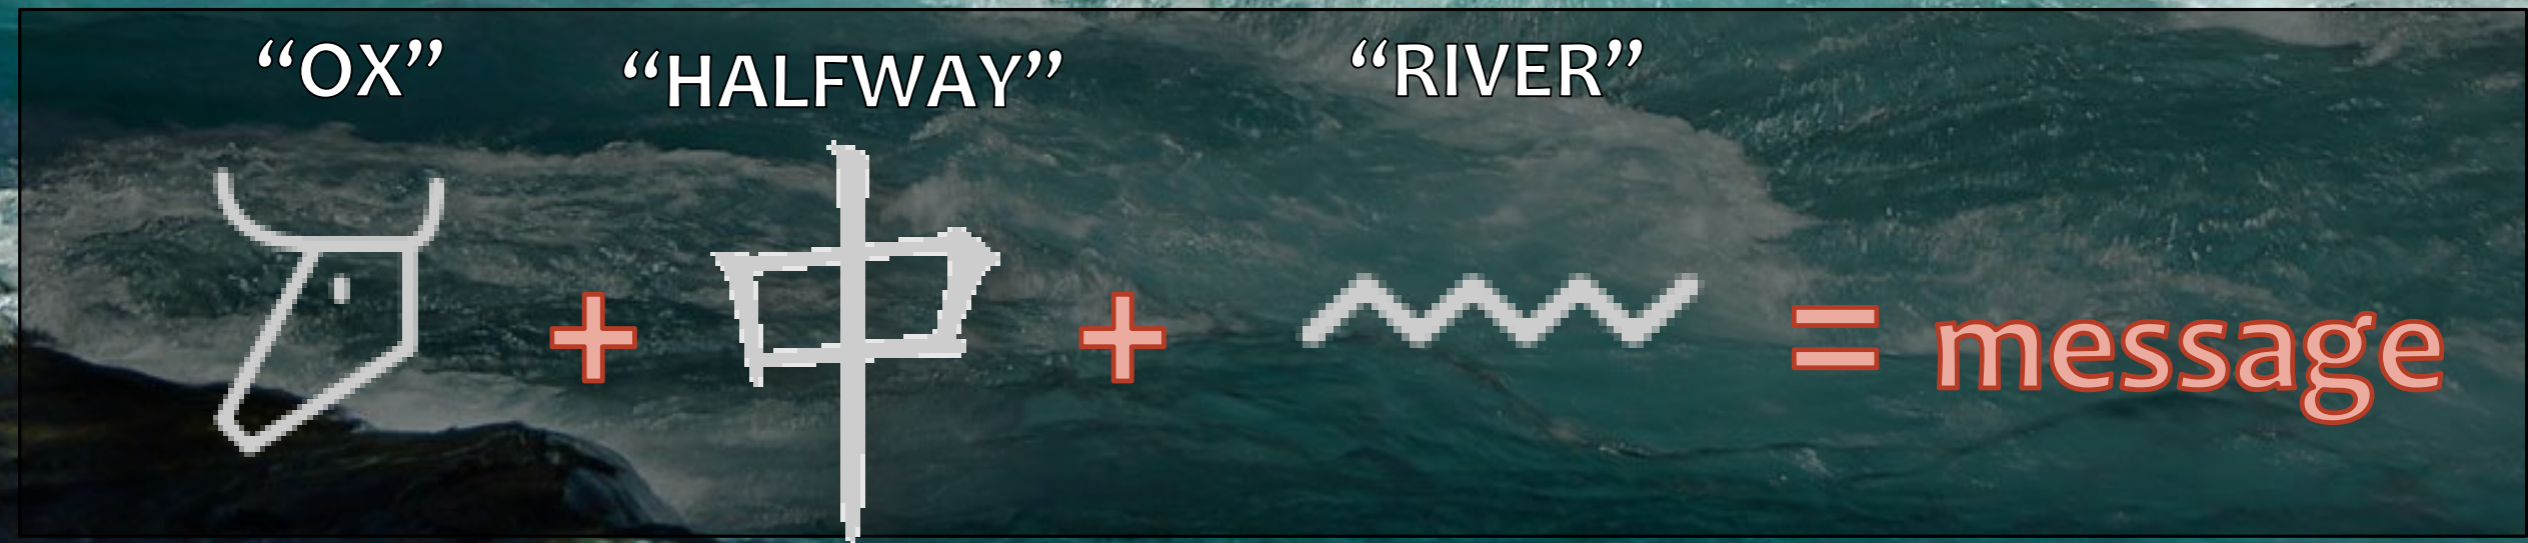 “OX” “HALFWAY” “RIVER”
+ 中 + = message